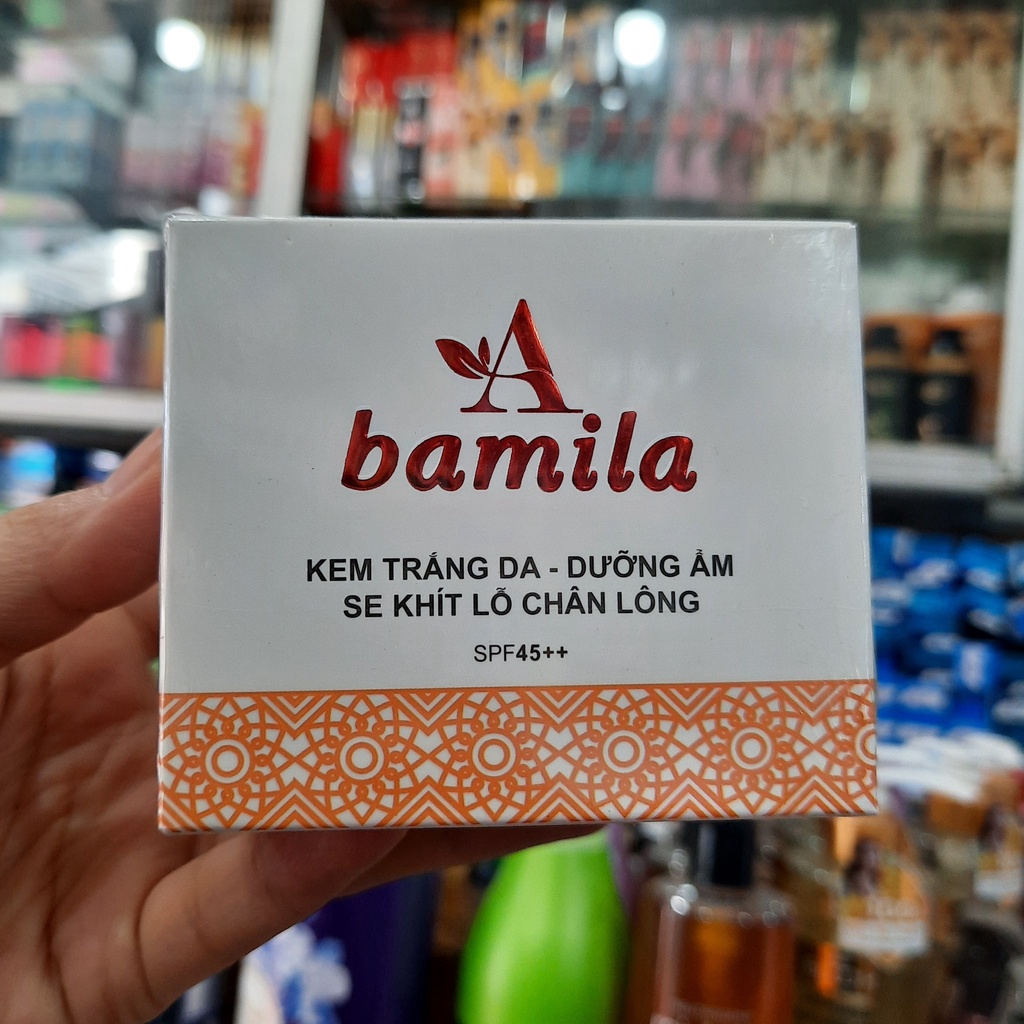 A
bamila
KEM TRẮNG DA - DƯỠNG ẨM
SE KHÍT LỖ CHÂN LÔNG
SPF45++